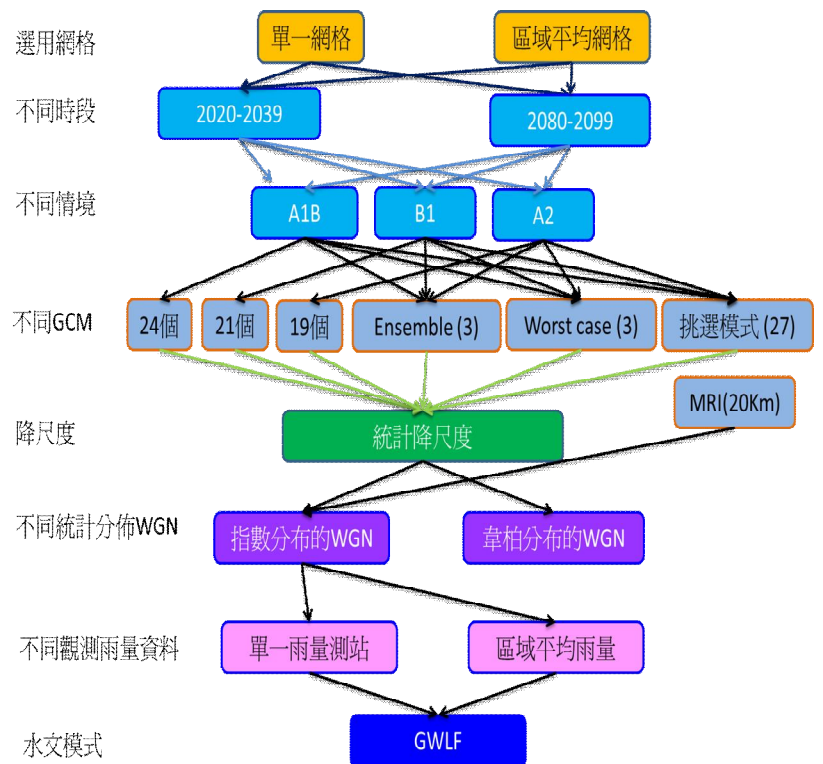 選用網格
單一網格
區域平均網格
不同時段
2020-2039
2080-2099
不同情境
A1B
B1
A2
不同GCM
24個
21個
19個
Ensemble (3)
Worst case (3)
挑選模式 (27)
MRI(20Km)
降尺度
統計降尺度
不同統計分佈WGN
指數分布的WGN
韋柏分布的WGN
不同觀測雨量資料
單一雨量測站
區域平均雨量
水文模式
GWLF